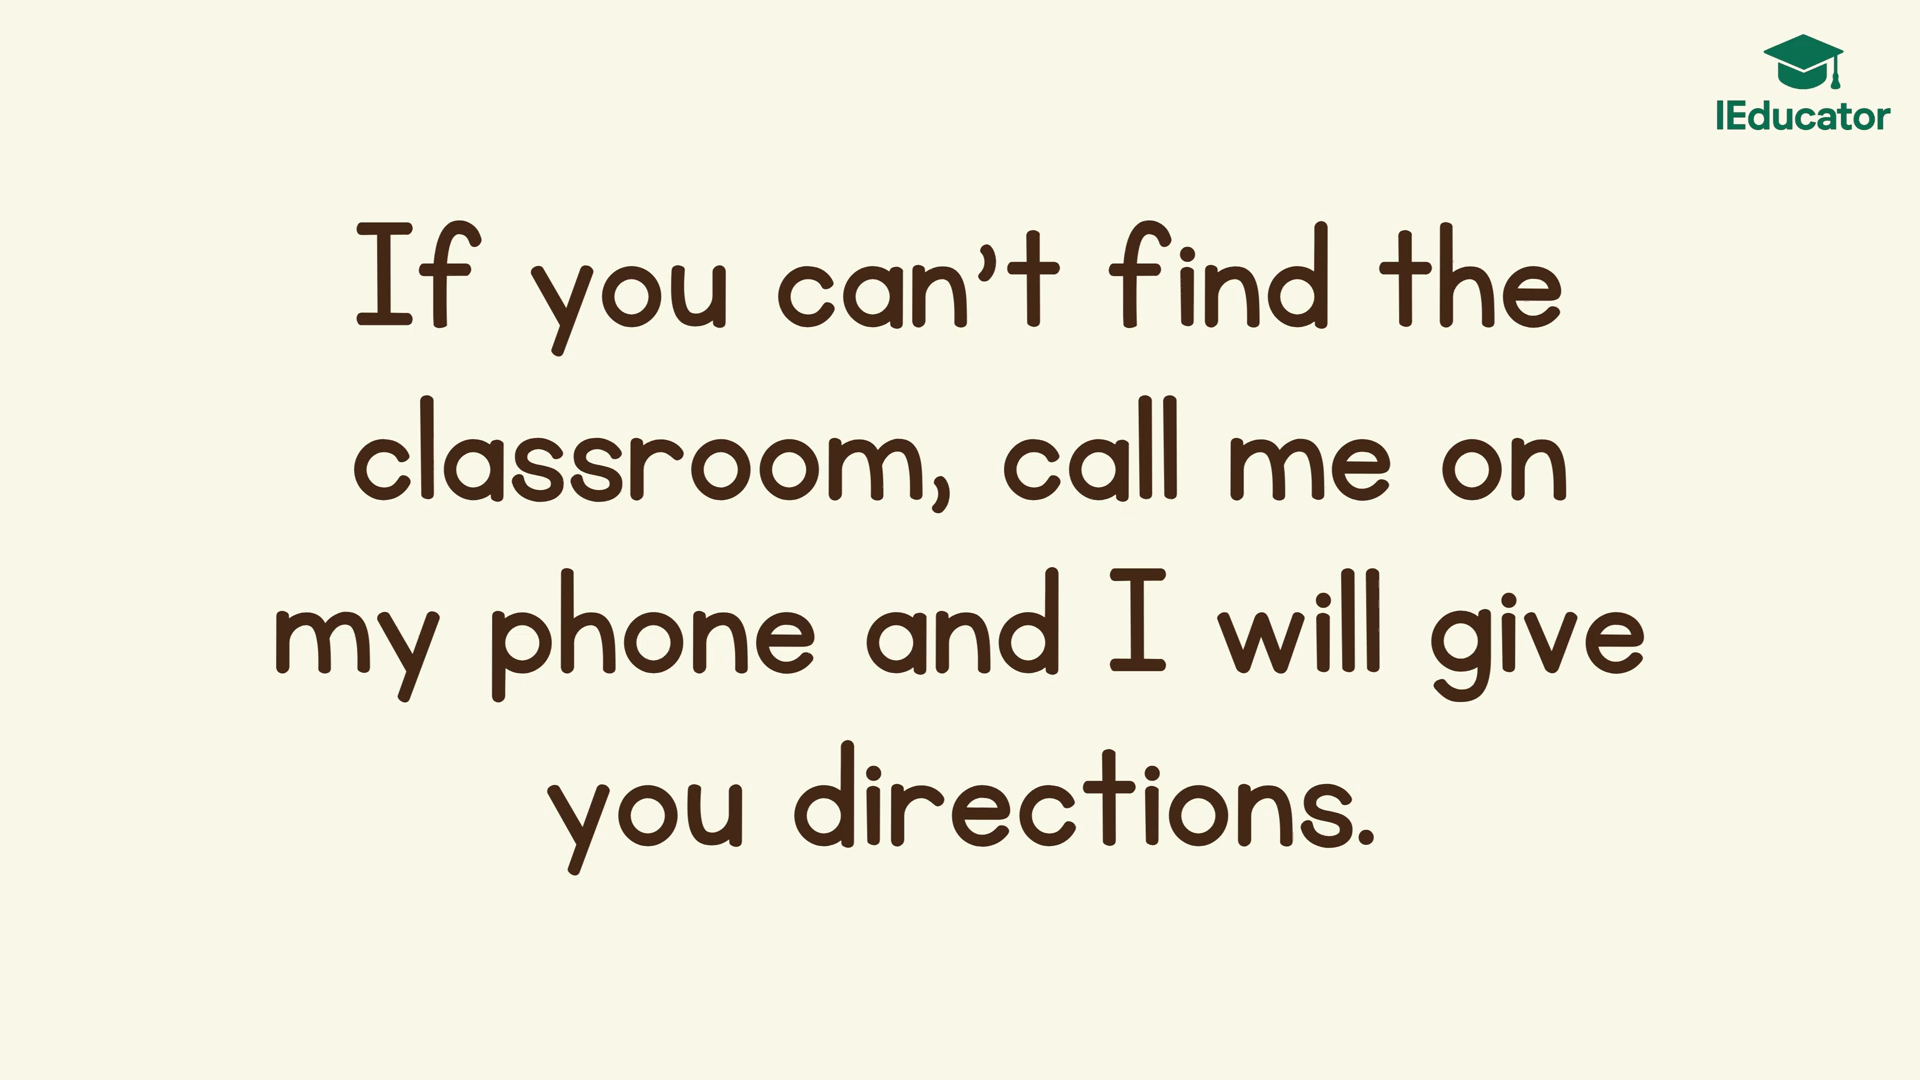 IEducator
If you can’t find the
classroom, call me on
my phone and I will give
you directions.